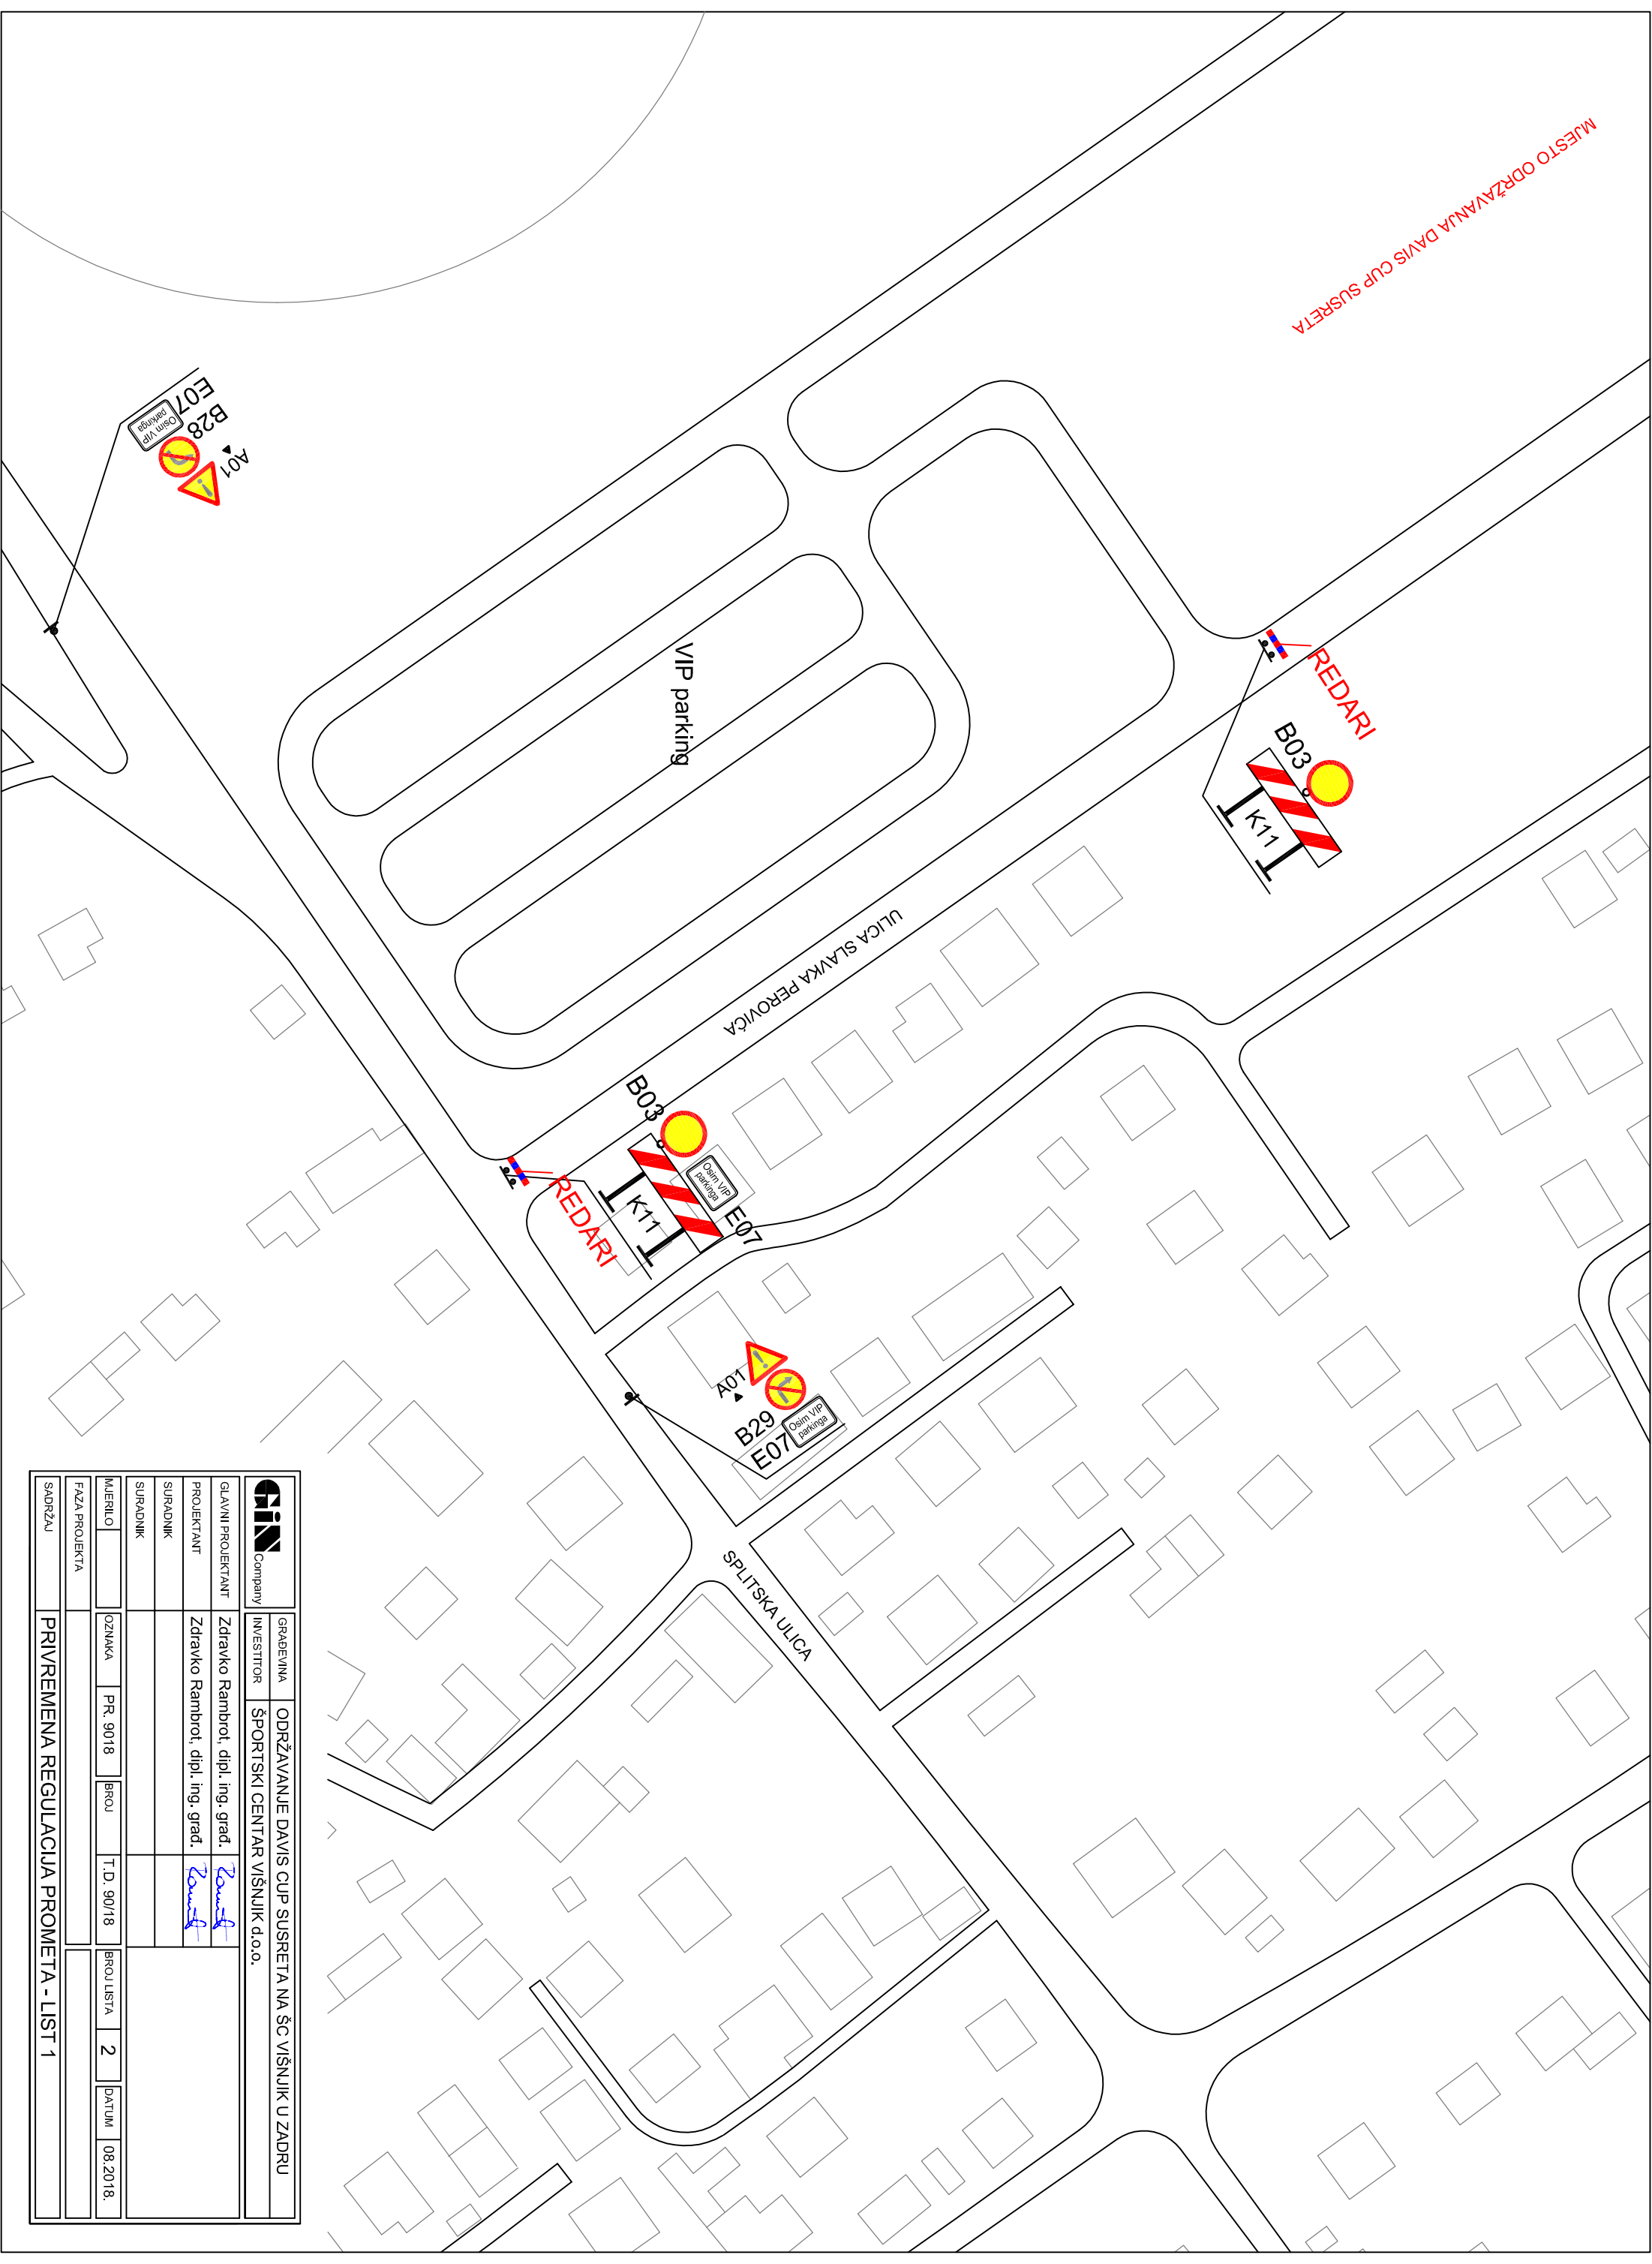 MJESTO ODRŽAVANJA DAVIS CUP SUSRETA
E07
B28
A01
Osim VIP
parkinga
VIP parking
REDARI
B03
K11
ULICA SLAVKA PEROVIĆA
B03
K11
Osim VIP
parkinga
E07
REDARI
A01
B29
E07
Osim VIP
parkinga
SPLITSKA ULICA
GiN Company
GRAĐEVINA ODRŽAVANJE DAVIS CUP SUSRETA NA ŠC VIŠNJIK U ZADRU
INVESTITOR ŠPORTSKI CENTAR VIŠNJIK d.o.o.
GLAVNI PROJEKTANT Zdravko Rambrot, dipl. ing. građ.
PROJEKTANT Zdravko Rambrot, dipl. ing. građ.
SURADNIK
SURADNIK
MJERILO OZNAKA PR. 9018 BROJ T.D. 90/18 BROJ LISTA 2 DATUM 08.2018.
FAZA PROJEKTA
SADRŽAJ PRIVREMENA REGULACIJA PROMETA - LIST 1